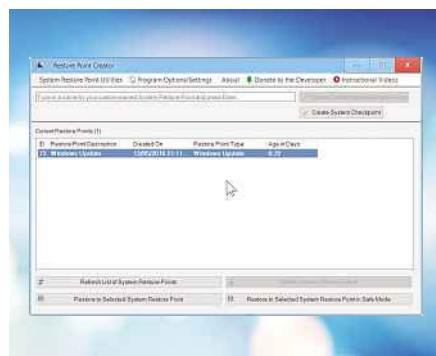 Restore Point Creator
System Restore Point Utilities Program Options/Settings About Donate to the Developer Instructional Videos
Create System Checkpoint
Current Restore Points (1)
ID Restore Point Description Created On Restore Point Type Age in Days
Windows Update Windows Update
Refresh List of System Restore Points
Restore to Selected System Restore Point Restore to Selected System Restore Point in Safe Mode